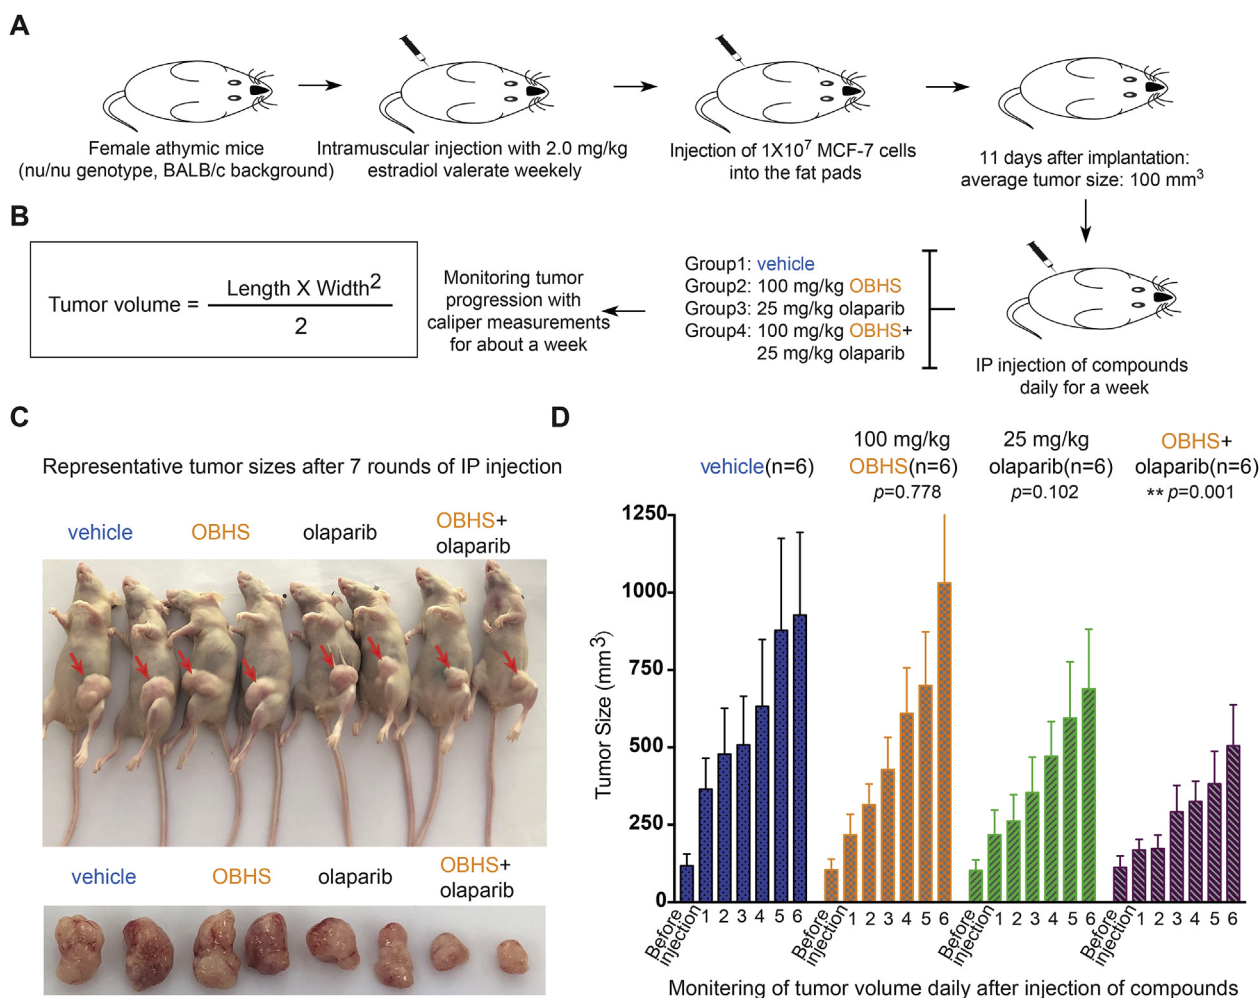 A
Female athymic mice
(nu/nu genotype, BALB/c background)
Intramuscular injection with 2.0 mg/kg
estradiol valerate weekely
Injection of 1X10⁷ MCF-7 cells
into the fat pads
11 days after implantation:
average tumor size: 100 mm³
B
Tumor volume = Length X Width²
2
Monitoring tumor
progression with
caliper measurements
for about a week
Group1: vehicle
Group2: 100 mg/kg OBHS
Group3: 25 mg/kg olaparib
Group4: 100 mg/kg OBHS+
25 mg/kg olaparib
IP injection of compounds
daily for a week
C
Representative tumor sizes after 7 rounds of IP injection
vehicle OBHS olaparib OBHS+
olaparib
vehicle OBHS olaparib OBHS+
olaparib
D
vehicle(n=6)
100 mg/kg
OBHS(n=6)
p=0.778
25 mg/kg
olaparib(n=6)
p=0.102
OBHS+
olaparib(n=6)
** p=0.001
Tumor Size (mm³)
1250
1000
750
500
250
0
Before
injection
1 2 3 4 5 6
Before
injection
1 2 3 4 5 6
Before
injection
1 2 3 4 5 6
Before
injection
1 2 3 4 5 6
Monitering of tumor volume daily after injection of compounds